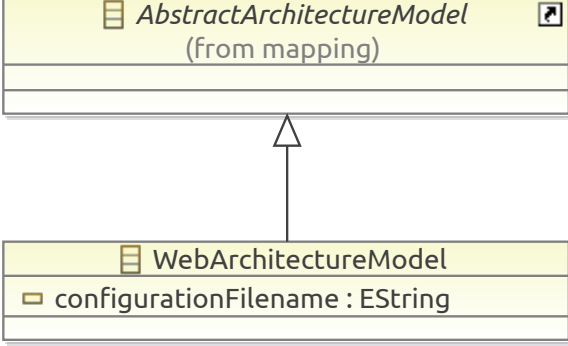 AbstractArchitectureModel
(from mapping)
WebArchitectureModel
configurationFilename : EString